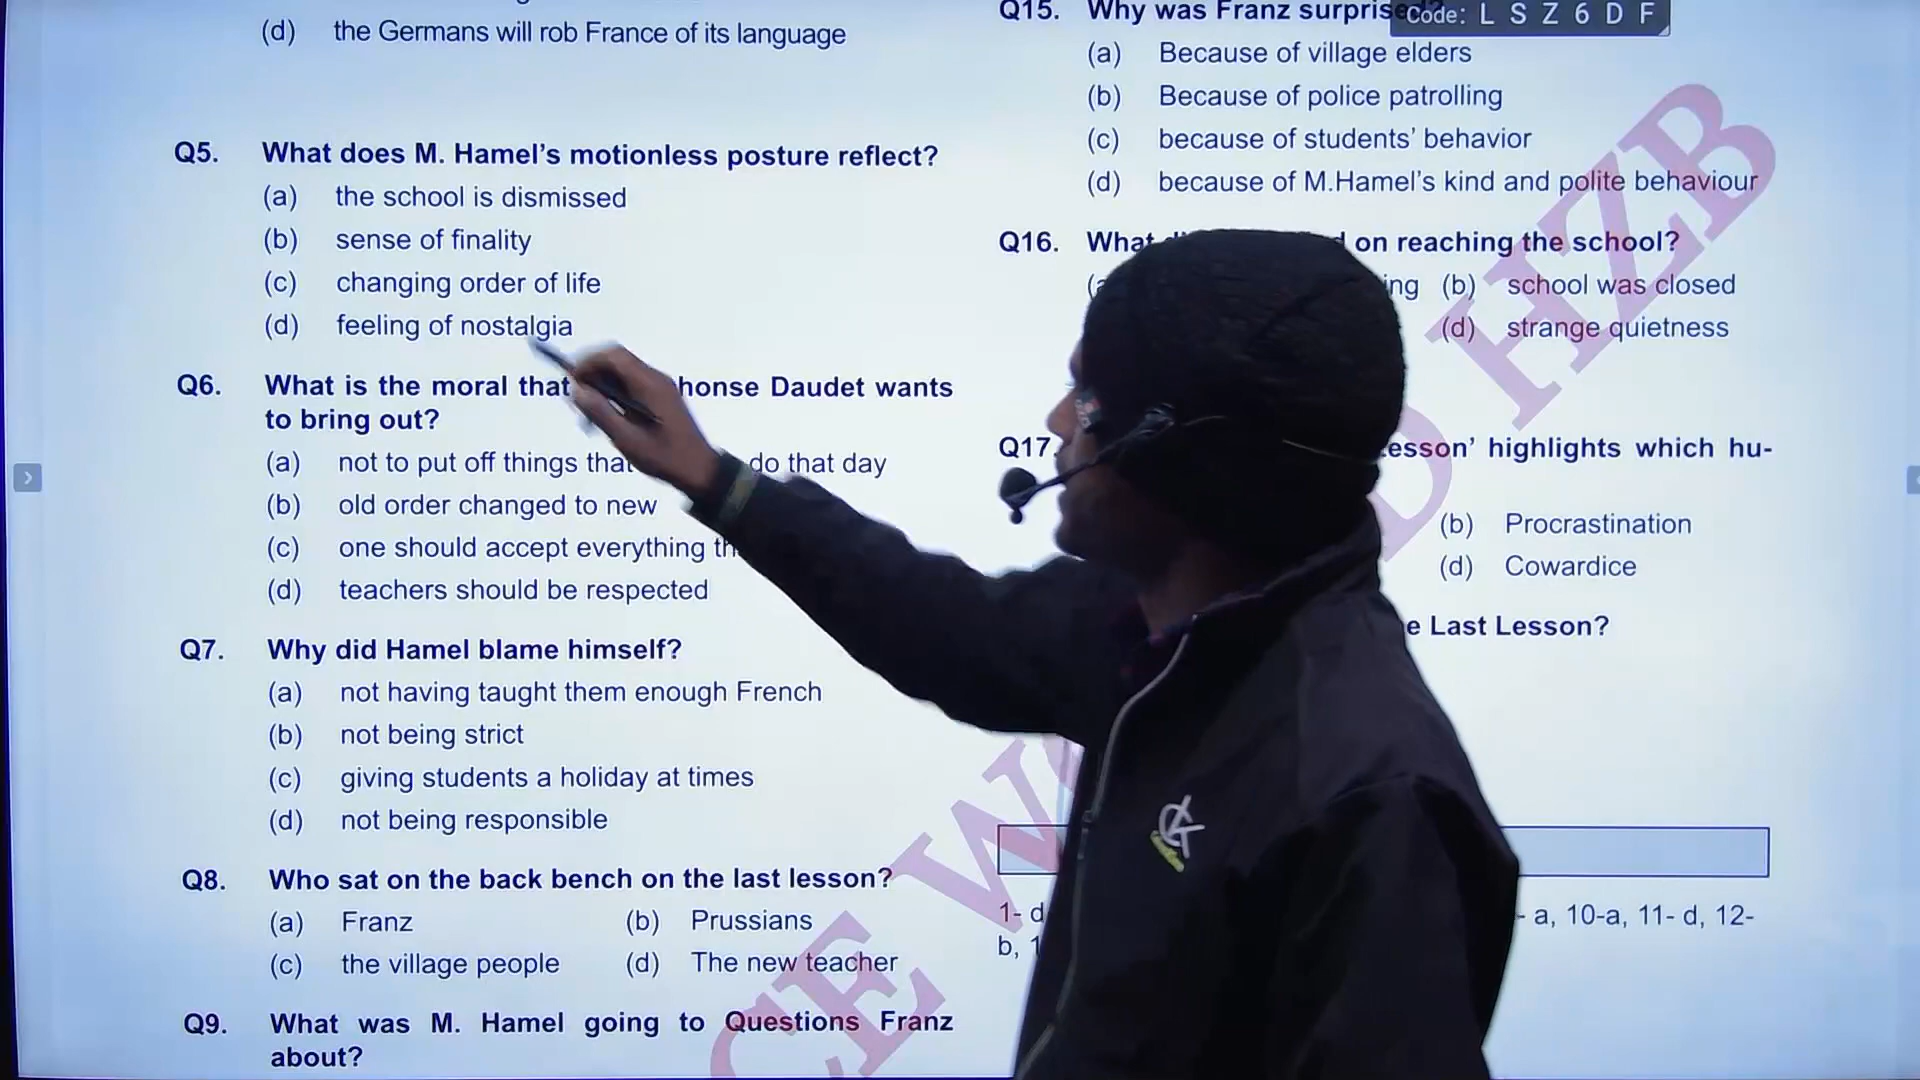 (d) the Germans will rob France of its language
Q5. What does M. Hamel's motionless posture reflect?
(a) the school is dismissed
(b) sense of finality
(c) changing order of life
(d) feeling of nostalgia
Q6. What is the moral that honse Daudet wants
to bring out?
(a) not to put off things that do that day
(b) old order changed to new
(c) one should accept everything
(d) teachers should be respected
Q7. Why did Hamel blame himself?
(a) not having taught them enough French
(b) not being strict
(c) giving students a holiday at times
(d) not being responsible
Q8. Who sat on the back bench on the last lesson?
(a) Franz (b) Prussians
(c) the village people (d) The new teacher
Q9. What was M. Hamel going to Questions Franz
about?
Q15. Why was Franz
Code: L S Z 6 D F
(a) Because of village elders
(b) Because of police patrolling
(c) because of students' behavior
(d) because of M.Hamel's kind and polite behaviour
Q16. What on reaching the school?
ing (b) school was closed
(d) strange quietness
Q17. esson' highlights which hu-
(b) Procrastination
(d) Cowardice
e Last Lesson?
1- d - a, 10-a, 11- d, 12-
b, 1
CE W D HZB